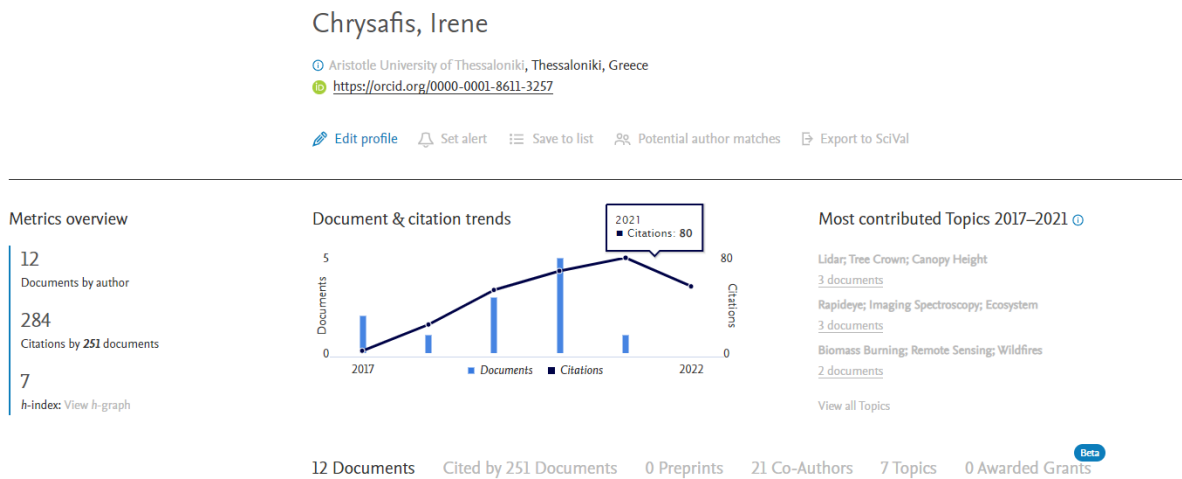 Chrysafis, Irene
Aristotle University of Thessaloniki, Thessaloniki, Greece
iD https://orcid.org/0000-0001-8611-3257
Edit profile Set alert Save to list Potential author matches Export to SciVal
Metrics overview
12
Documents by author
284
Citations by 251 documents
7
h-index: View h-graph
Document & citation trends
2021
Citations: 80
5
Documents
0
80
Citations
0
2017
Documents Citations
2022
Most contributed Topics 2017–2021
Lidar; Tree Crown; Canopy Height
3 documents
Rapideye; Imaging Spectroscopy; Ecosystem
3 documents
Biomass Burning; Remote Sensing; Wildfires
2 documents
View all Topics
Beta
12 Documents Cited by 251 Documents 0 Preprints 21 Co-Authors 7 Topics 0 Awarded Grants